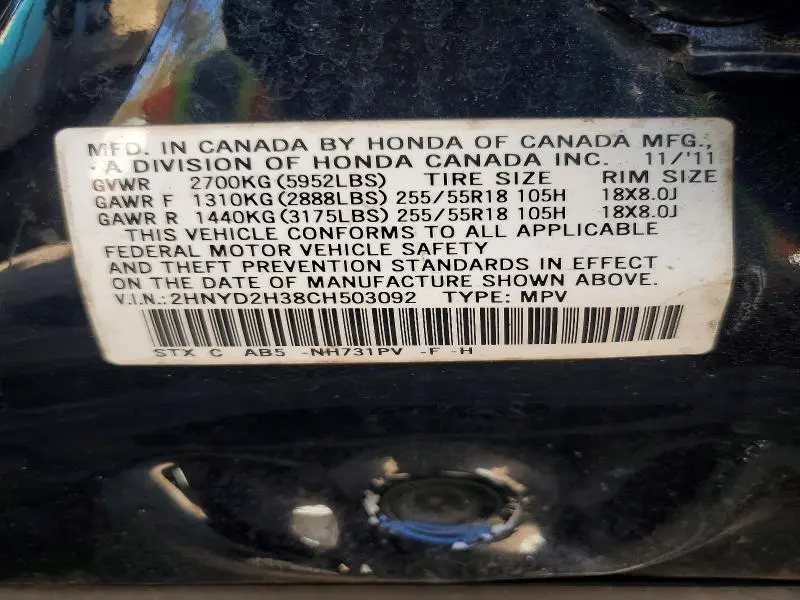 MFD. IN CANADA BY HONDA OF CANADA MFG.,
A DIVISION OF HONDA CANADA INC. 11/'11
GVWR 2700KG (5952LBS) TIRE SIZE RIM SIZE
GAWR F 1310KG (2888LBS) 255/55R18 105H 18X8.0J
GAWR R 1440KG (3175LBS) 255/55R18 105H 18X8.0J
THIS VEHICLE CONFORMS TO ALL APPLICABLE
FEDERAL MOTOR VEHICLE SAFETY
AND THEFT PREVENTION STANDARDS IN EFFECT
ON THE DATE OF MANUFACTURE SHOWN ABOVE.
V.I.N.: 2HNYD2H38CH503092 TYPE: MPV
STX C AB5 -NH731PV -F -H